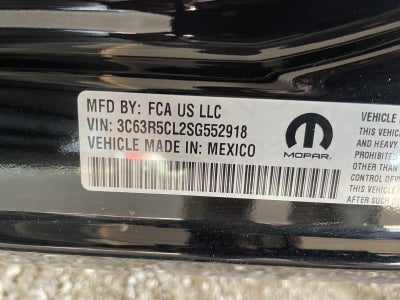 MFD BY: FCA US LLC
VIN: 3C63R5CL2SG552918
VEHICLE MADE IN: MEXICO
MOPAR
VEHICLE
THIS VEHICL
AND HEAVY
PROHIBITED
OTHER THAN
CONTROL DEV
THIS VEHICLE
AFTER SUCH